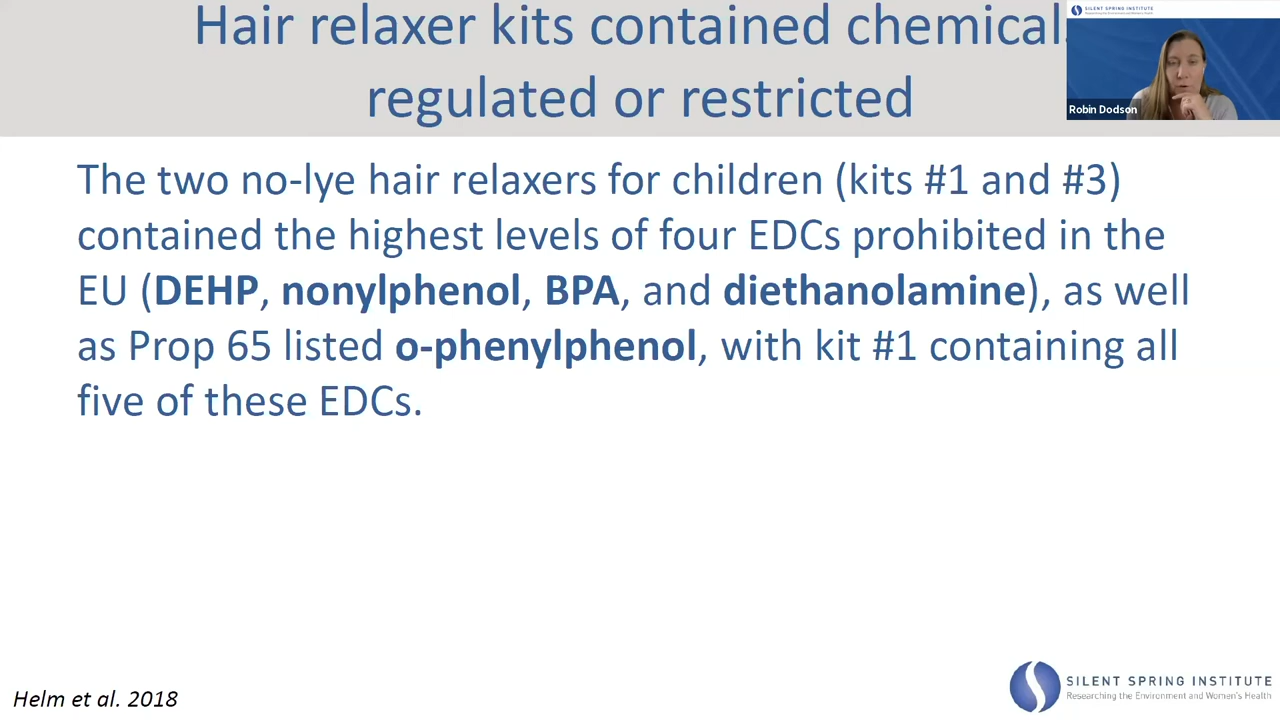 Hair relaxer kits contained chemical
regulated or restricted
SILENT SPRING INSTITUTE
Robin Dodson
The two no-lye hair relaxers for children (kits #1 and #3)
contained the highest levels of four EDCs prohibited in the
EU (DEHP, nonylphenol, BPA, and diethanolamine), as well
as Prop 65 listed o-phenylphenol, with kit #1 containing all
five of these EDCs.
Helm et al. 2018
SILENT SPRING INSTITUTE
Researching the Environment and Women's Health